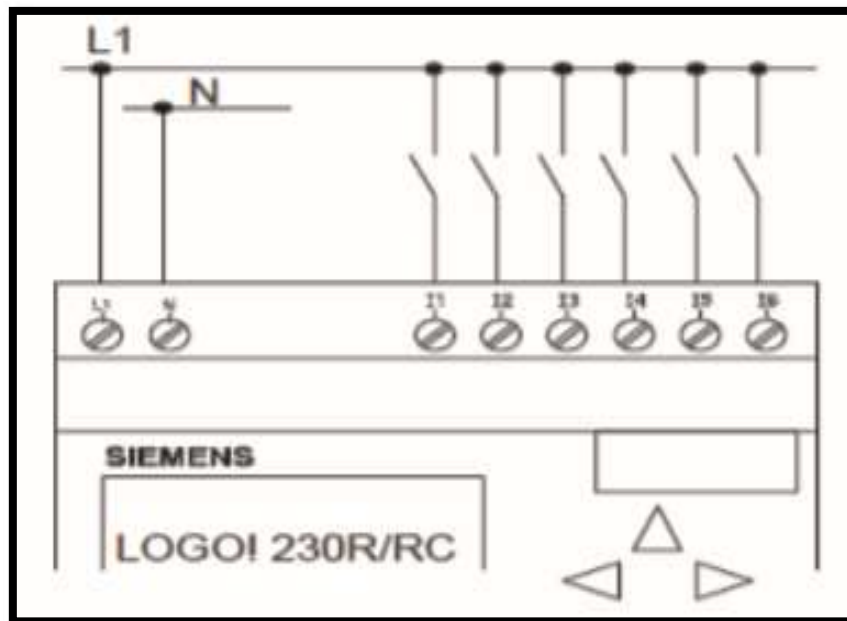 L1
N
L1 N I1 I2 I3 I4 I5 I6
SIEMENS
LOGO! 230R/RC